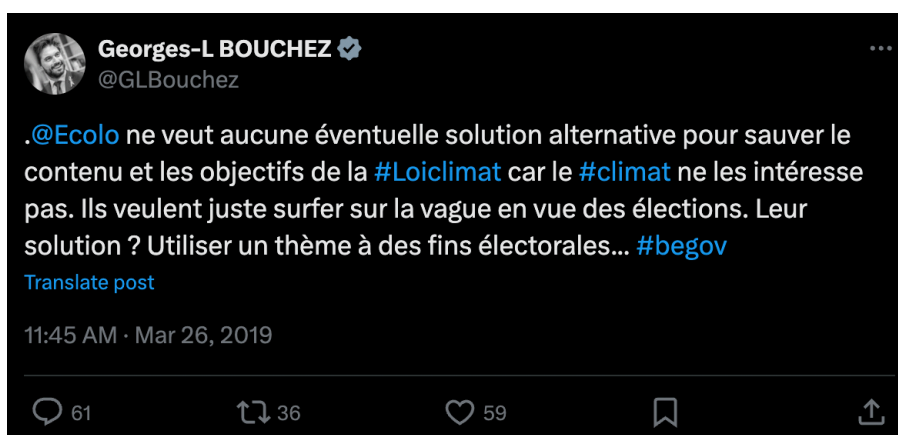 Georges-L BOUCHEZ
@GLBouchez
.@Ecolo ne veut aucune éventuelle solution alternative pour sauver le
contenu et les objectifs de la #Loiclimat car le #climat ne les intéresse
pas. Ils veulent juste surfer sur la vague en vue des élections. Leur
solution ? Utiliser un thème à des fins électorales... #begov
Translate post
11:45 AM · Mar 26, 2019
61 36 59